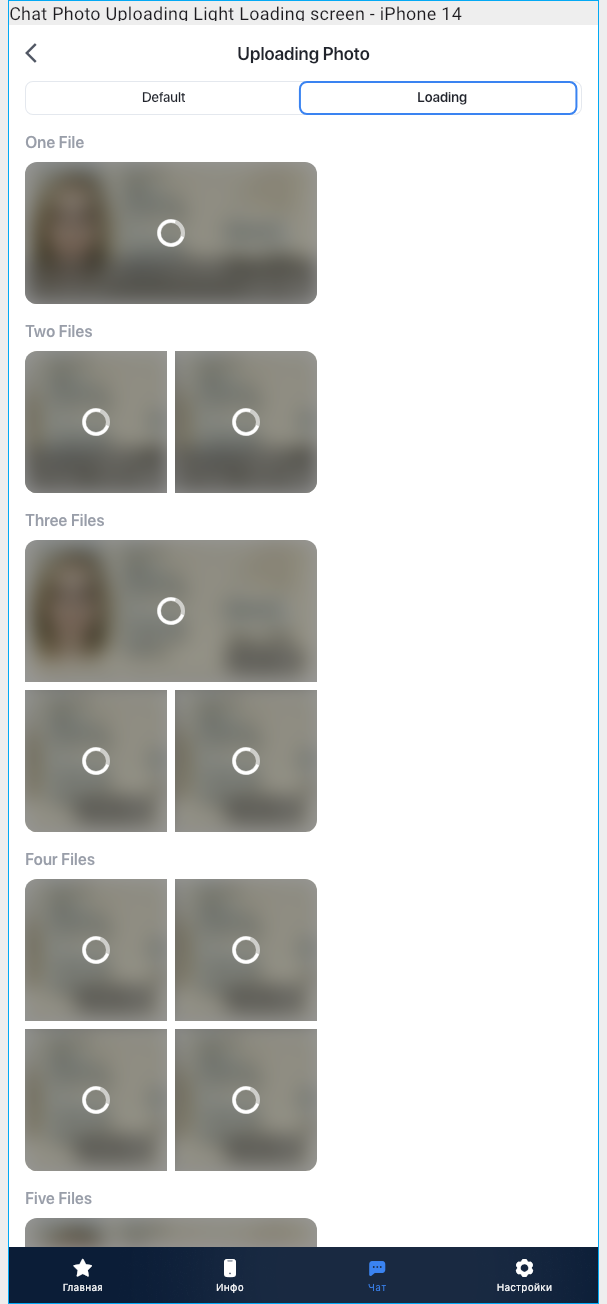 Chat Photo Uploading Light Loading screen - iPhone 14
Uploading Photo
Default
Loading
One File
Two Files
Three Files
Four Files
Five Files
Главная
Инфо
Чат
Настройки